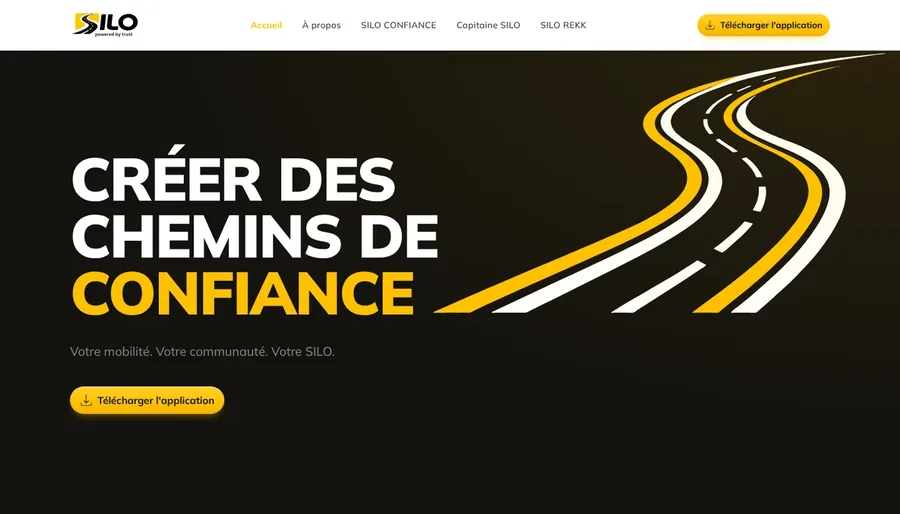 SILO
powered by trust
Accueil
À propos
SILO CONFIANCE
Capitaine SILO
SILO REKK
Télécharger l'application
CRÉER DES
CHEMINS DE
CONFIANCE
Votre mobilité. Votre communauté. Votre SILO.
Télécharger l'application